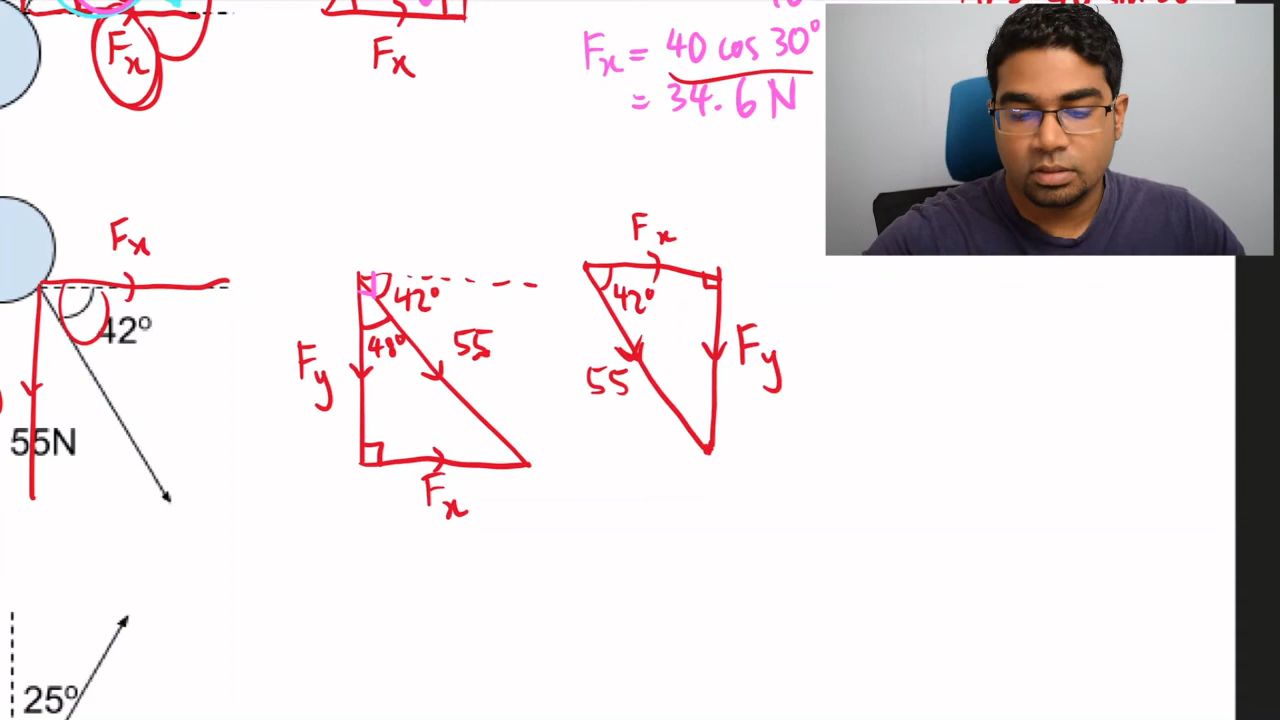 Fx
Fx
Fx = 40 cos 30°
= 34.6 N
Fx
42°
55N
42°
48°
55
Fy
Fx
Fx
42°
55
Fy
25°